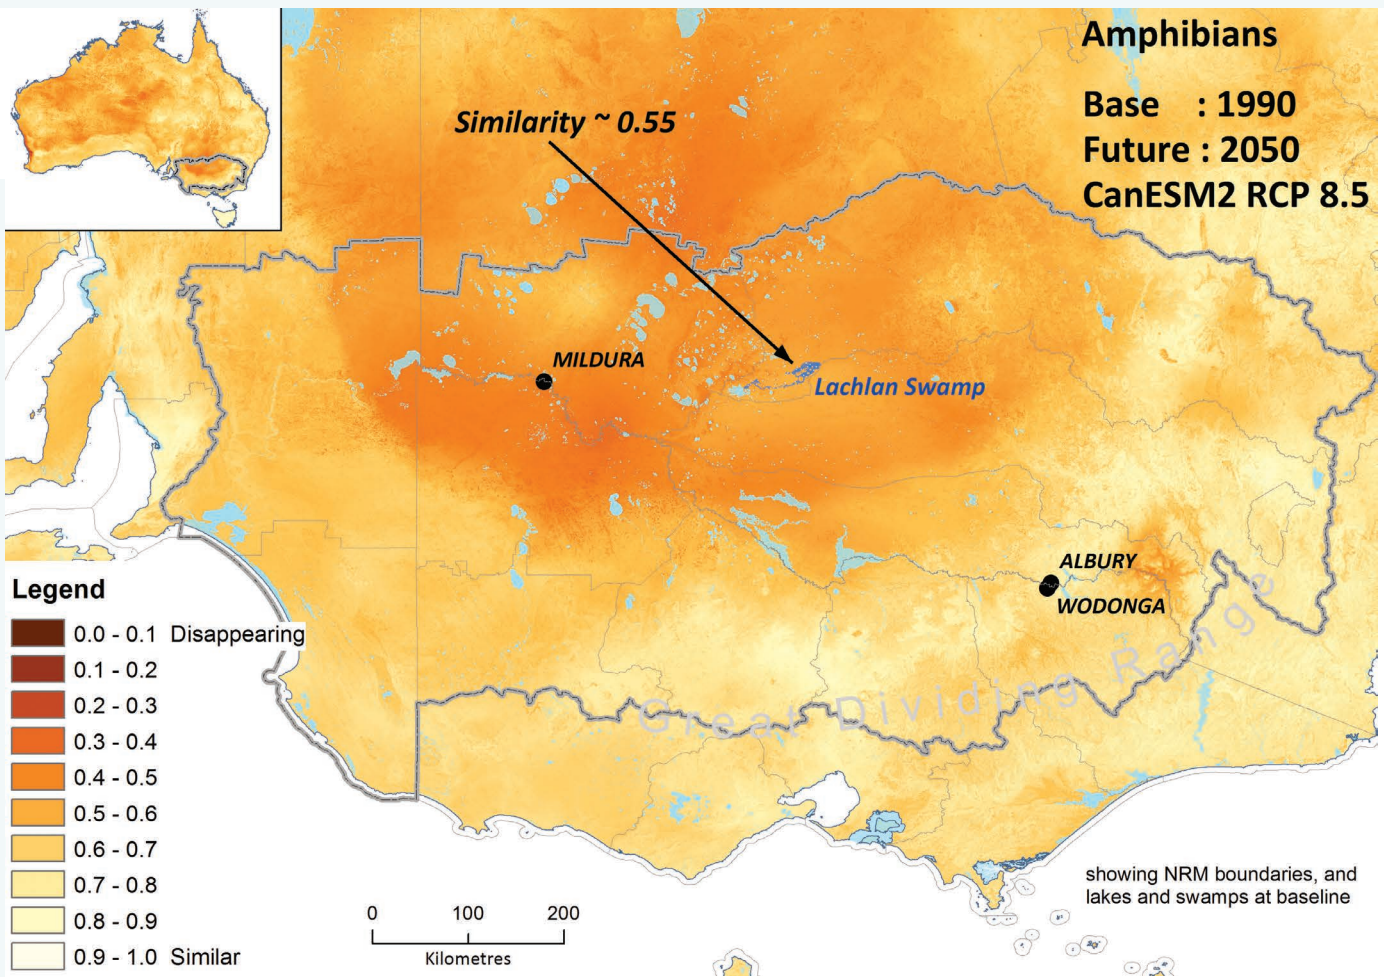 Amphibians
Base : 1990
Future : 2050
CanESM2 RCP 8.5
Similarity ~ 0.55
MILDURA
Lachlan Swamp
ALBURY
WODONGA
Great Dividing Range
Legend
0.0 - 0.1 Disappearing
0.1 - 0.2
0.2 - 0.3
0.3 - 0.4
0.4 - 0.5
0.5 - 0.6
0.6 - 0.7
0.7 - 0.8
0.8 - 0.9
0.9 - 1.0 Similar
0 100 200
Kilometres
showing NRM boundaries, and
lakes and swamps at baseline